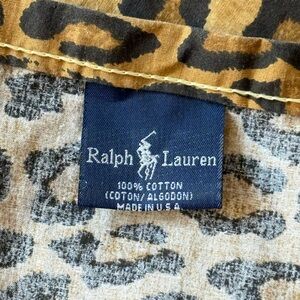 Ralph Lauren
100% COTTON
(COTON/ALGODON)
MADE IN U.S.A.